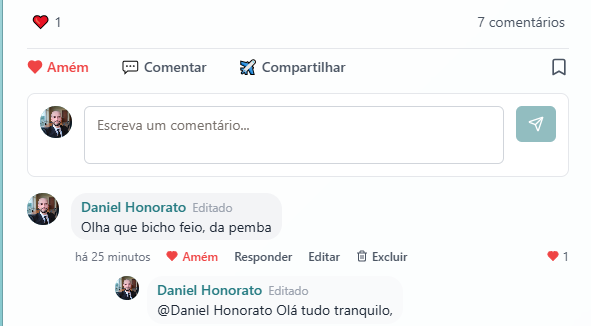 1
7 comentários
Amém
Comentar
Compartilhar
Escreva um comentário...
Daniel Honorato Editado
Olha que bicho feio, da pemba
há 25 minutos Amém Responder Editar Excluir 1
Daniel Honorato Editado
@Daniel Honorato Olá tudo tranquilo,